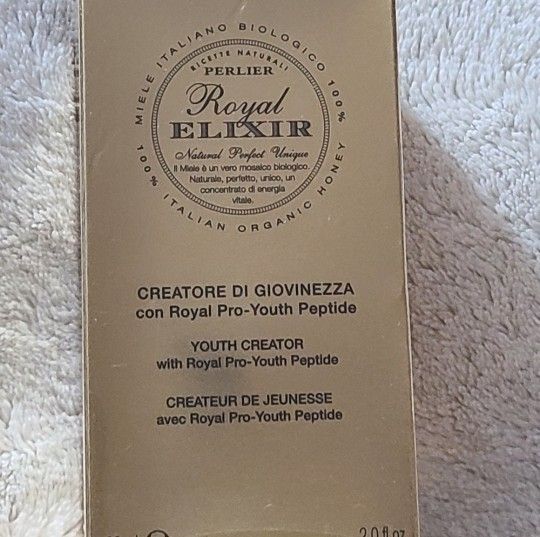 MIELE ITALIANO BIOLOGICO 100%
RICETTE NATURALI
PERLIER
Royal
ELIXIR
Natural Perfect Unique
Il Miele è un vero mosaico biologico.
Naturale, perfetto, unico, un
concentrato di energia
vitale.
100% ITALIAN ORGANIC HONEY
CREATORE DI GIOVINEZZA
con Royal Pro-Youth Peptide
YOUTH CREATOR
with Royal Pro-Youth Peptide
CREATEUR DE JEUNESSE
avec Royal Pro-Youth Peptide
2.0 fl.oz